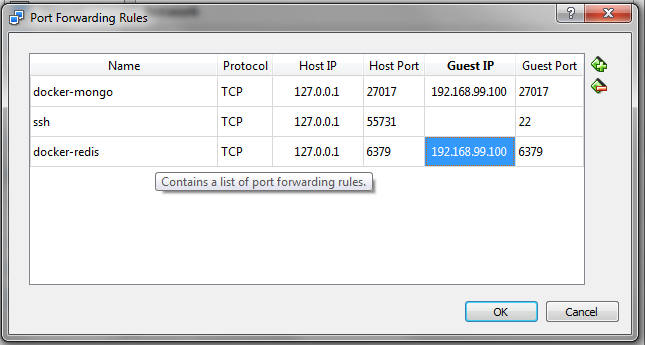 Port Forwarding Rules
Name Protocol Host IP Host Port Guest IP Guest Port
docker-mongo TCP 127.0.0.1 27017 192.168.99.100 27017
ssh TCP 127.0.0.1 55731 22
docker-redis TCP 127.0.0.1 6379 192.168.99.100 6379
Contains a list of port forwarding rules.
OK Cancel